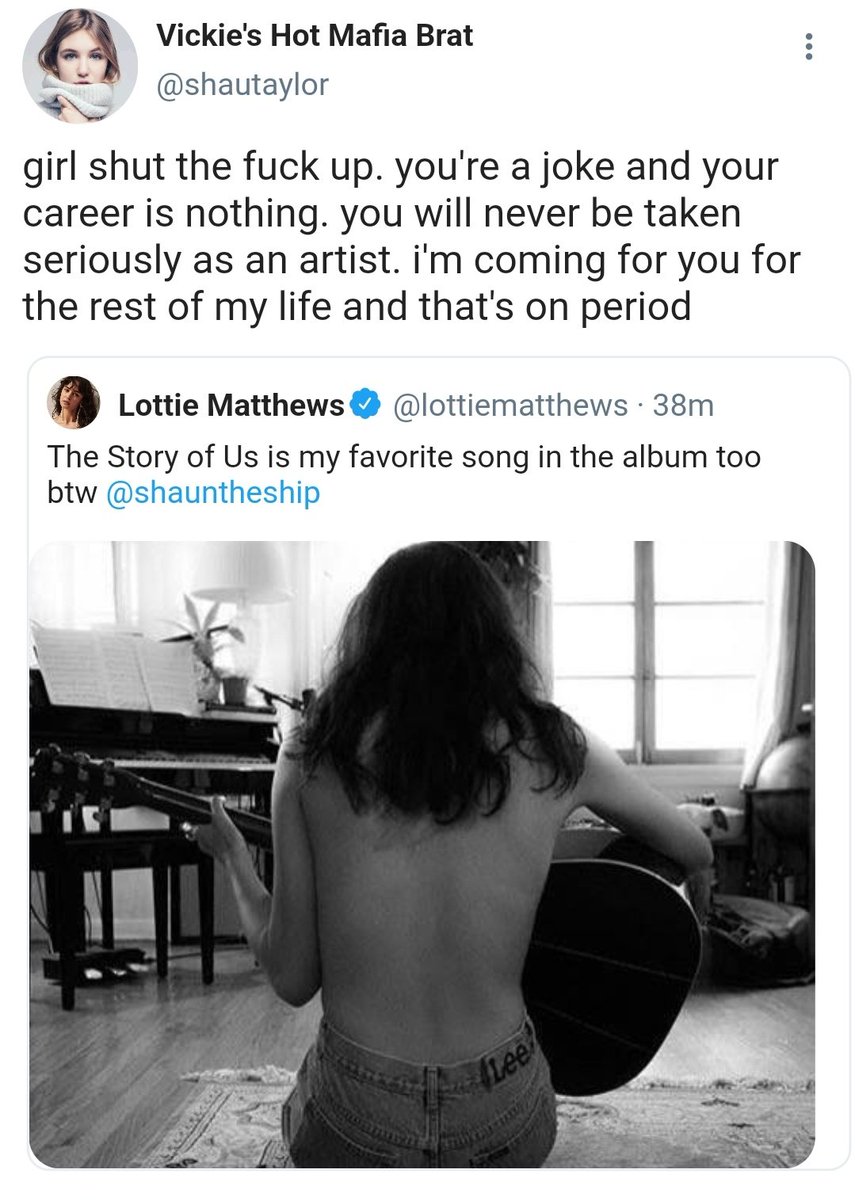 Vickie's Hot Mafia Brat
@shautaylor
girl shut the fuck up. you're a joke and your
career is nothing. you will never be taken
seriously as an artist. i'm coming for you for
the rest of my life and that's on period
Lottie Matthews @lottiematthews · 38m
The Story of Us is my favorite song in the album too
btw @shauntheship
Lee